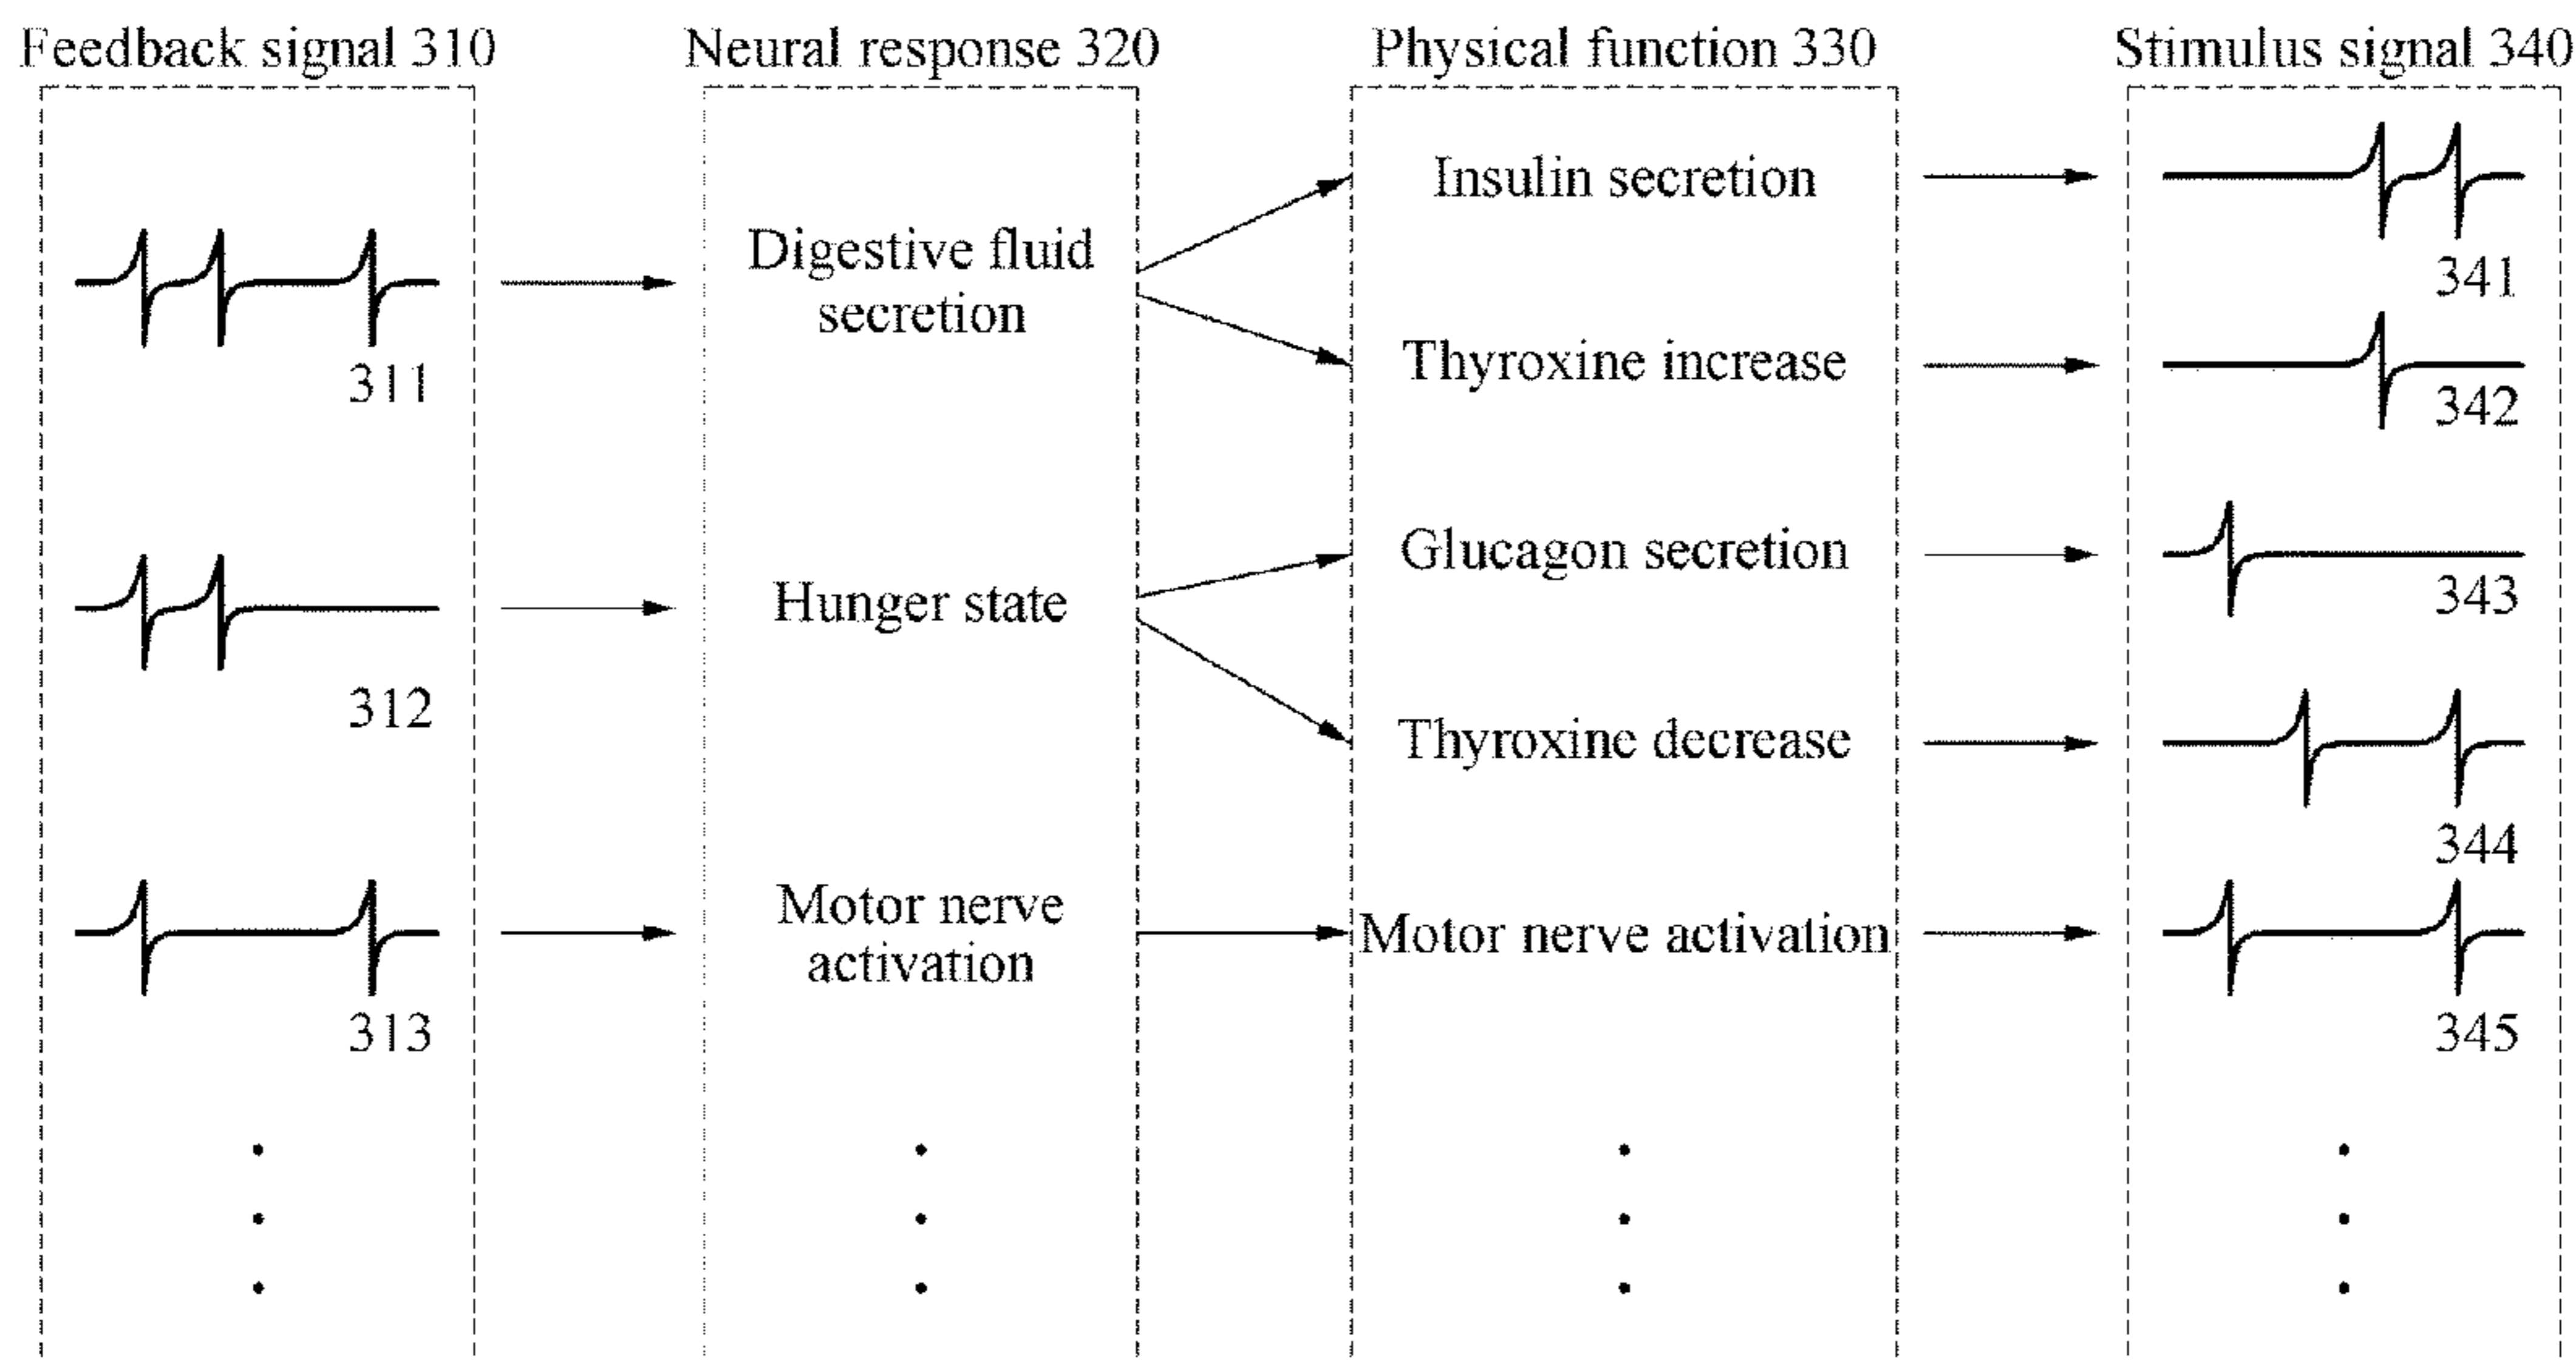 Feedback signal 310
Neural response 320
Physical function 330
Stimulus signal 340
311
Digestive fluid
secretion
Insulin secretion
341
Thyroxine increase
342
312
Hunger state
Glucagon secretion
343
Thyroxine decrease
344
313
Motor nerve
activation
Motor nerve activation
345